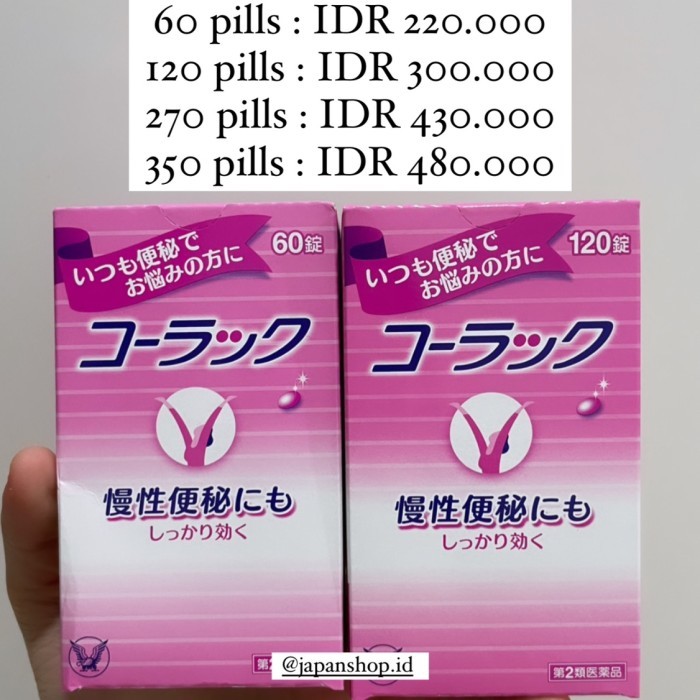 60 pills : IDR 220.000
120 pills : IDR 300.000
270 pills : IDR 430.000
350 pills : IDR 480.000
いつも便秘で
お悩みの方に
60錠
コーラック
慢性便秘にも
しっかり効く
第2
いつも便秘で
お悩みの方に
120錠
コーラック
慢性便秘にも
しっかり効く
第2類医薬品
@japanshop.id